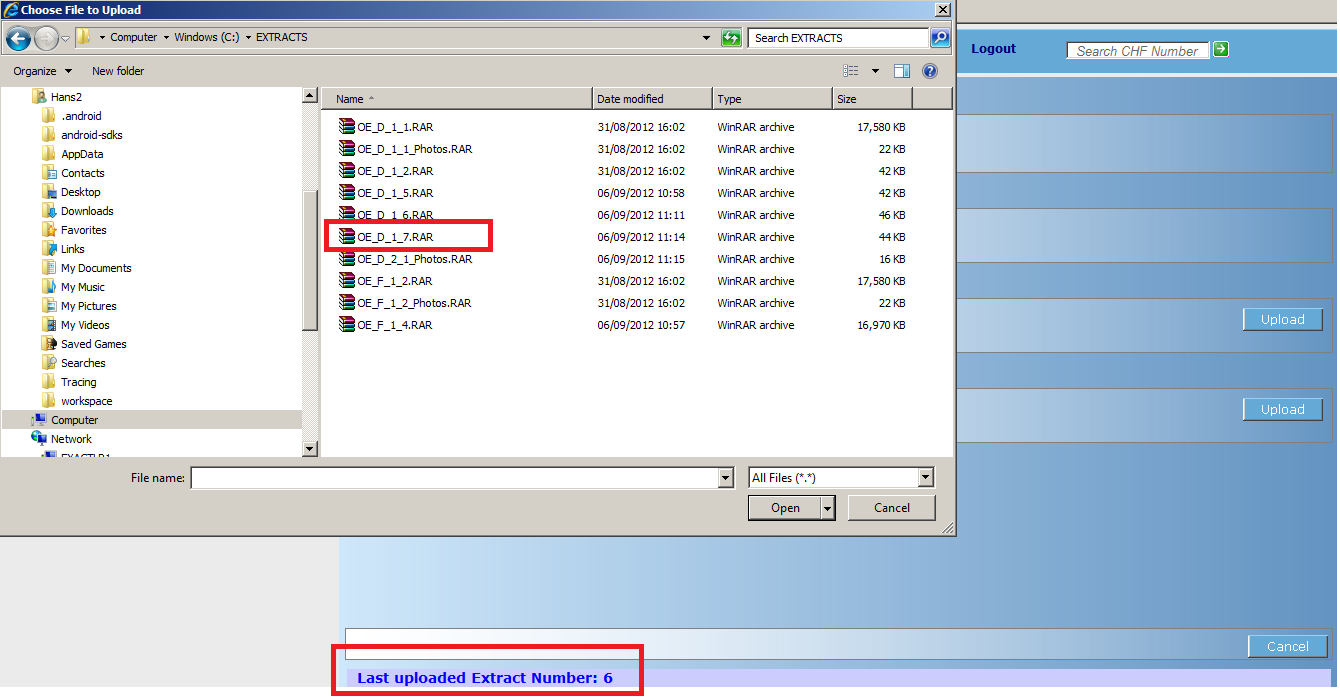 Choose File to Upload
Computer Windows (C:) EXTRACTS
Search EXTRACTS
Logout
Search CHF Number
Organize New folder
Name Date modified Type Size
Hans2
.android
android-sdks
AppData
Contacts
Desktop
Downloads
Favorites
Links
My Documents
My Music
My Pictures
My Videos
Saved Games
Searches
Tracing
workspace
Computer
Network
OE_D_1_1.RAR 31/08/2012 16:02 WinRAR archive 17,580 KB
OE_D_1_1_Photos.RAR 31/08/2012 16:02 WinRAR archive 22 KB
OE_D_1_2.RAR 31/08/2012 16:02 WinRAR archive 42 KB
OE_D_1_5.RAR 06/09/2012 10:58 WinRAR archive 42 KB
OE_D_1_6.RAR 06/09/2012 11:11 WinRAR archive 46 KB
OE_D_1_7.RAR 06/09/2012 11:14 WinRAR archive 44 KB
OE_D_2_1_Photos.RAR 06/09/2012 11:15 WinRAR archive 16 KB
OE_F_1_2.RAR 31/08/2012 16:02 WinRAR archive 17,580 KB
OE_F_1_2_Photos.RAR 31/08/2012 16:02 WinRAR archive 22 KB
OE_F_1_4.RAR 06/09/2012 10:57 WinRAR archive 16,970 KB
Upload
Upload
File name: All Files (*.*)
Open Cancel
Cancel
Last uploaded Extract Number: 6